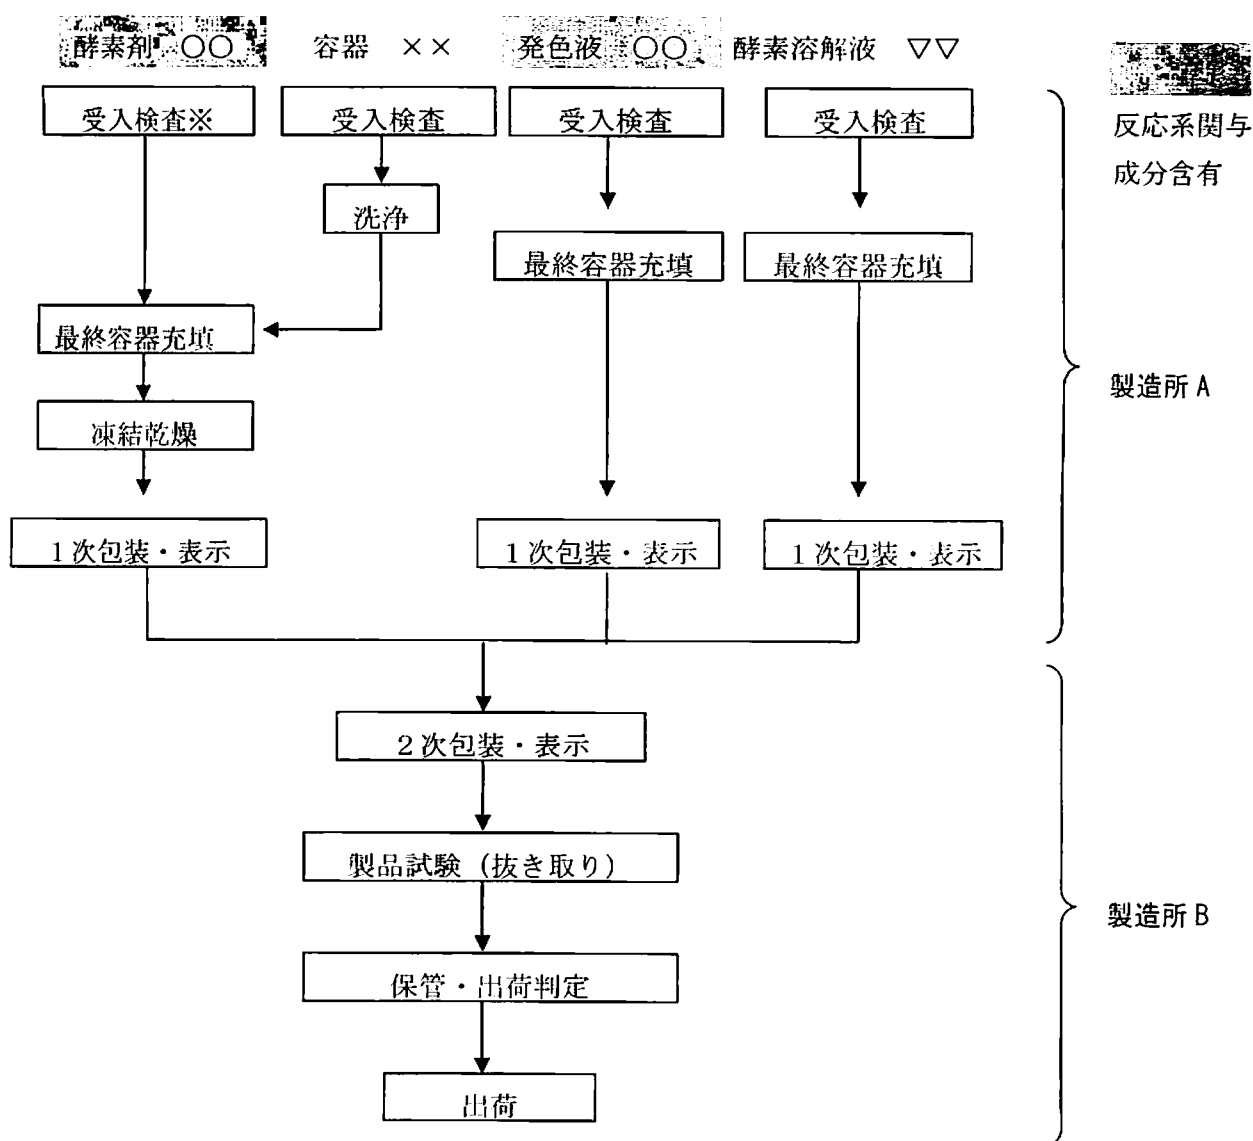 酵素剤 ○○ 容器 ×× 発色液 ○○ 酵素溶解液 ▽▽
受入検査※ 受入検査 受入検査 受入検査
反応系関与
成分含有
洗浄
最終容器充填 最終容器充填
最終容器充填
製造所 A
凍結乾燥
1次包装・表示 1次包装・表示 1次包装・表示
2次包装・表示
製品試験（抜き取り）
製造所 B
保管・出荷判定
出荷